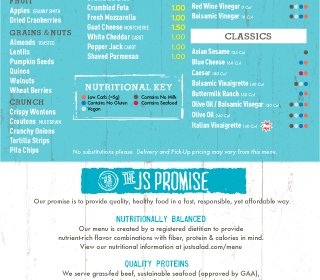 FRUIT
Apples GRANNY SMITH
Dried Cranberries
GRAINS & NUTS
Almonds TOASTED
Lentils
Pumpkin Seeds
Quinoa
Walnuts
Wheat Berries
CRUNCH
Crispy Wontons
Croutons MULTIGRAIN
Crunchy Onions
Tortilla Strips
Pita Chips
Crumbled Feta 1.00
Fresh Mozzarella 1.00
Goat Cheese 1.50
White Cheddar 1.00
Pepper Jack 1.00
Shaved Parmesan 1.00
NUTRITIONAL KEY
Low Carb (<5g)
Contains No Milk
Contains No Gluten
Contains Seafood
Vegan
Red Wine Vinegar
Balsamic Vinegar
CLASSICS
Asian Sesame
Blue Cheese
Caesar
Balsamic Vinaigrette
Buttermilk Ranch
Olive Oil / Balsamic Vinegar
Olive Oil
Italian Vinaigrette
No substitutions please. Delivery and Pick-Up pricing may vary from this menu.
THE JS PROMISE
Our promise is to provide quality, healthy food in a fast, responsible, yet affordable way.
NUTRITIONALLY BALANCED
Our menu is created by a registered dietitian to provide
nutrient-rich flavor combinations with fiber, protein & calories in mind.
View our nutritional information at justsalad.com/menu
QUALITY PROTEINS
We serve grass-fed beef, sustainable seafood (approved by GAA),